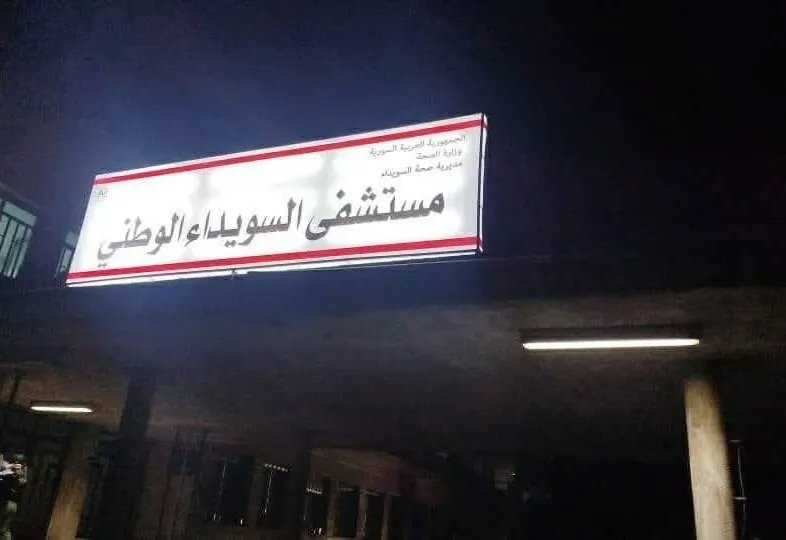 الجمهورية العربية السورية
وزارة الصحة
مديرية صحة السويداء
مستشفى السويداء الوطني